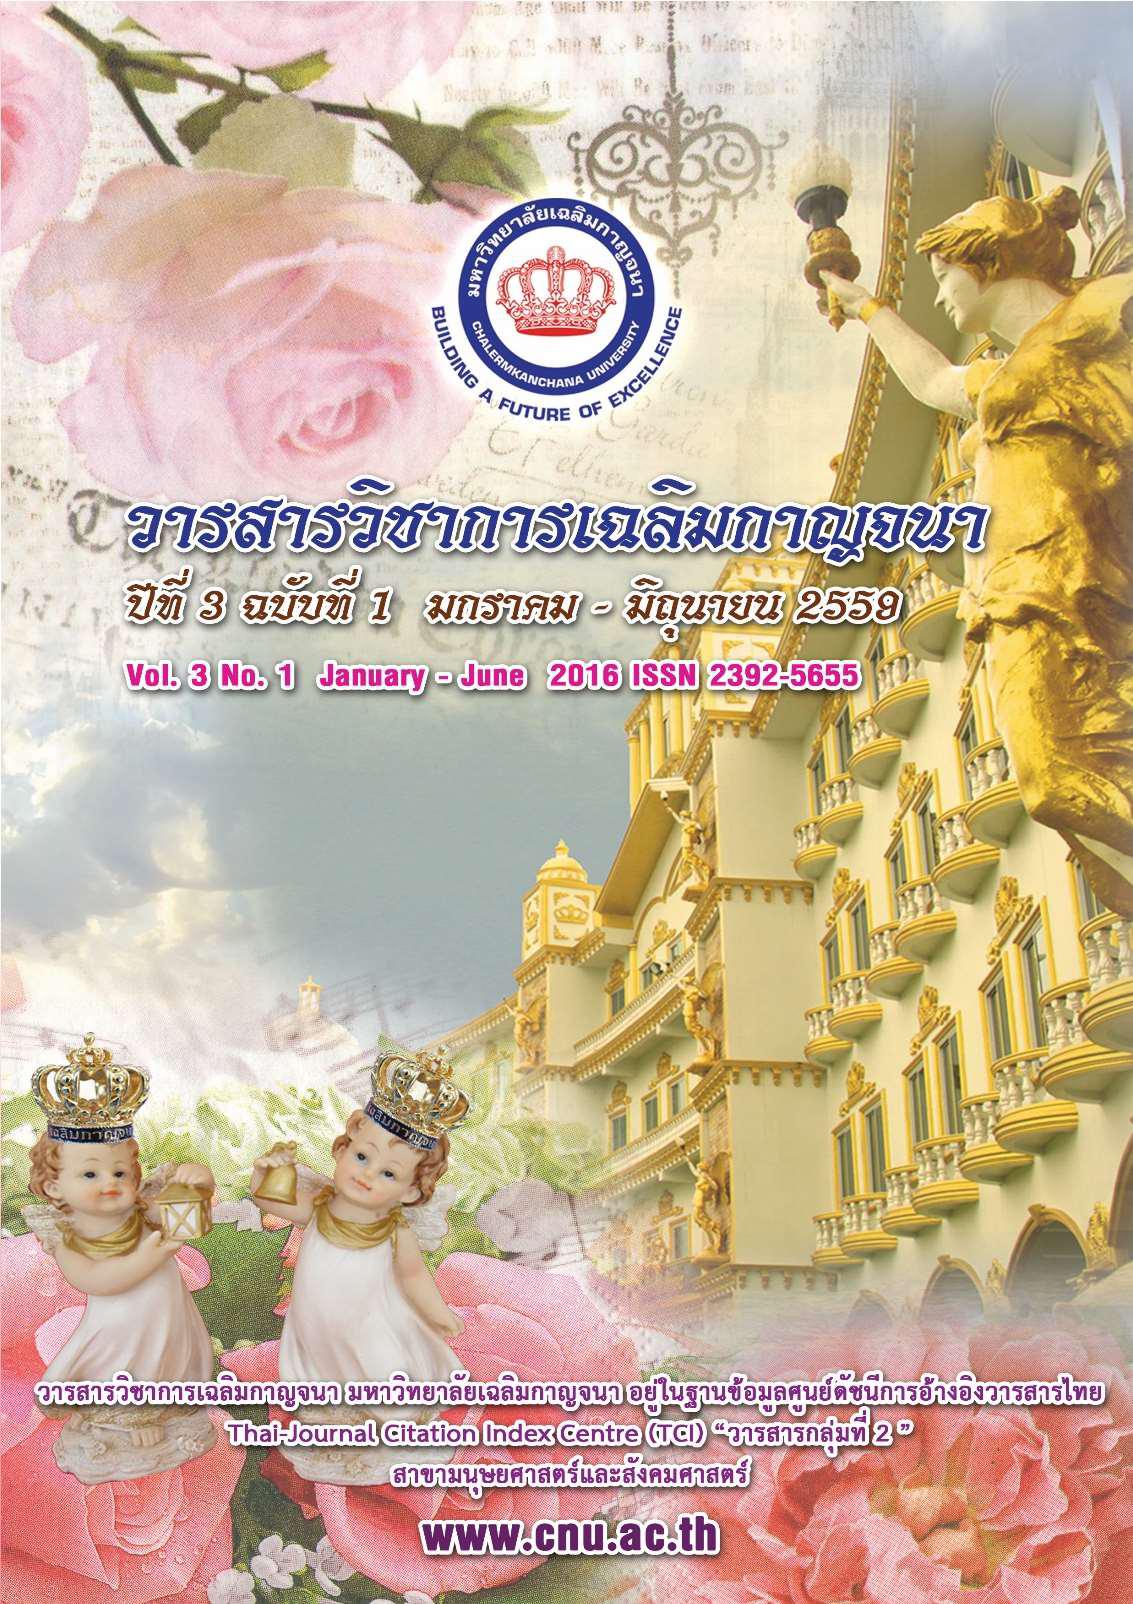 มหาวิทยาลัยเฉลิมกาญจนา
CHALERMKANCHANA UNIVERSITY
BUILDING A FUTURE OF EXCELLENCE
วารสารวิชาการเฉลิมกาญจนา
ปีที่ 3 ฉบับที่ 1 มกราคม - มิถุนายน 2559
Vol. 3 No. 1 January - June 2016 ISSN 2392-5655
วารสารวิชาการเฉลิมกาญจนา มหาวิทยาลัยเฉลิมกาญจนา อยู่ในฐานข้อมูลศูนย์ดัชนีการอ้างอิงวารสารไทย
Thai-Journal Citation Index Centre (TCI) “วารสารกลุ่มที่ 2 ”
สาขามนุษยศาสตร์และสังคมศาสตร์
www.cnu.ac.th